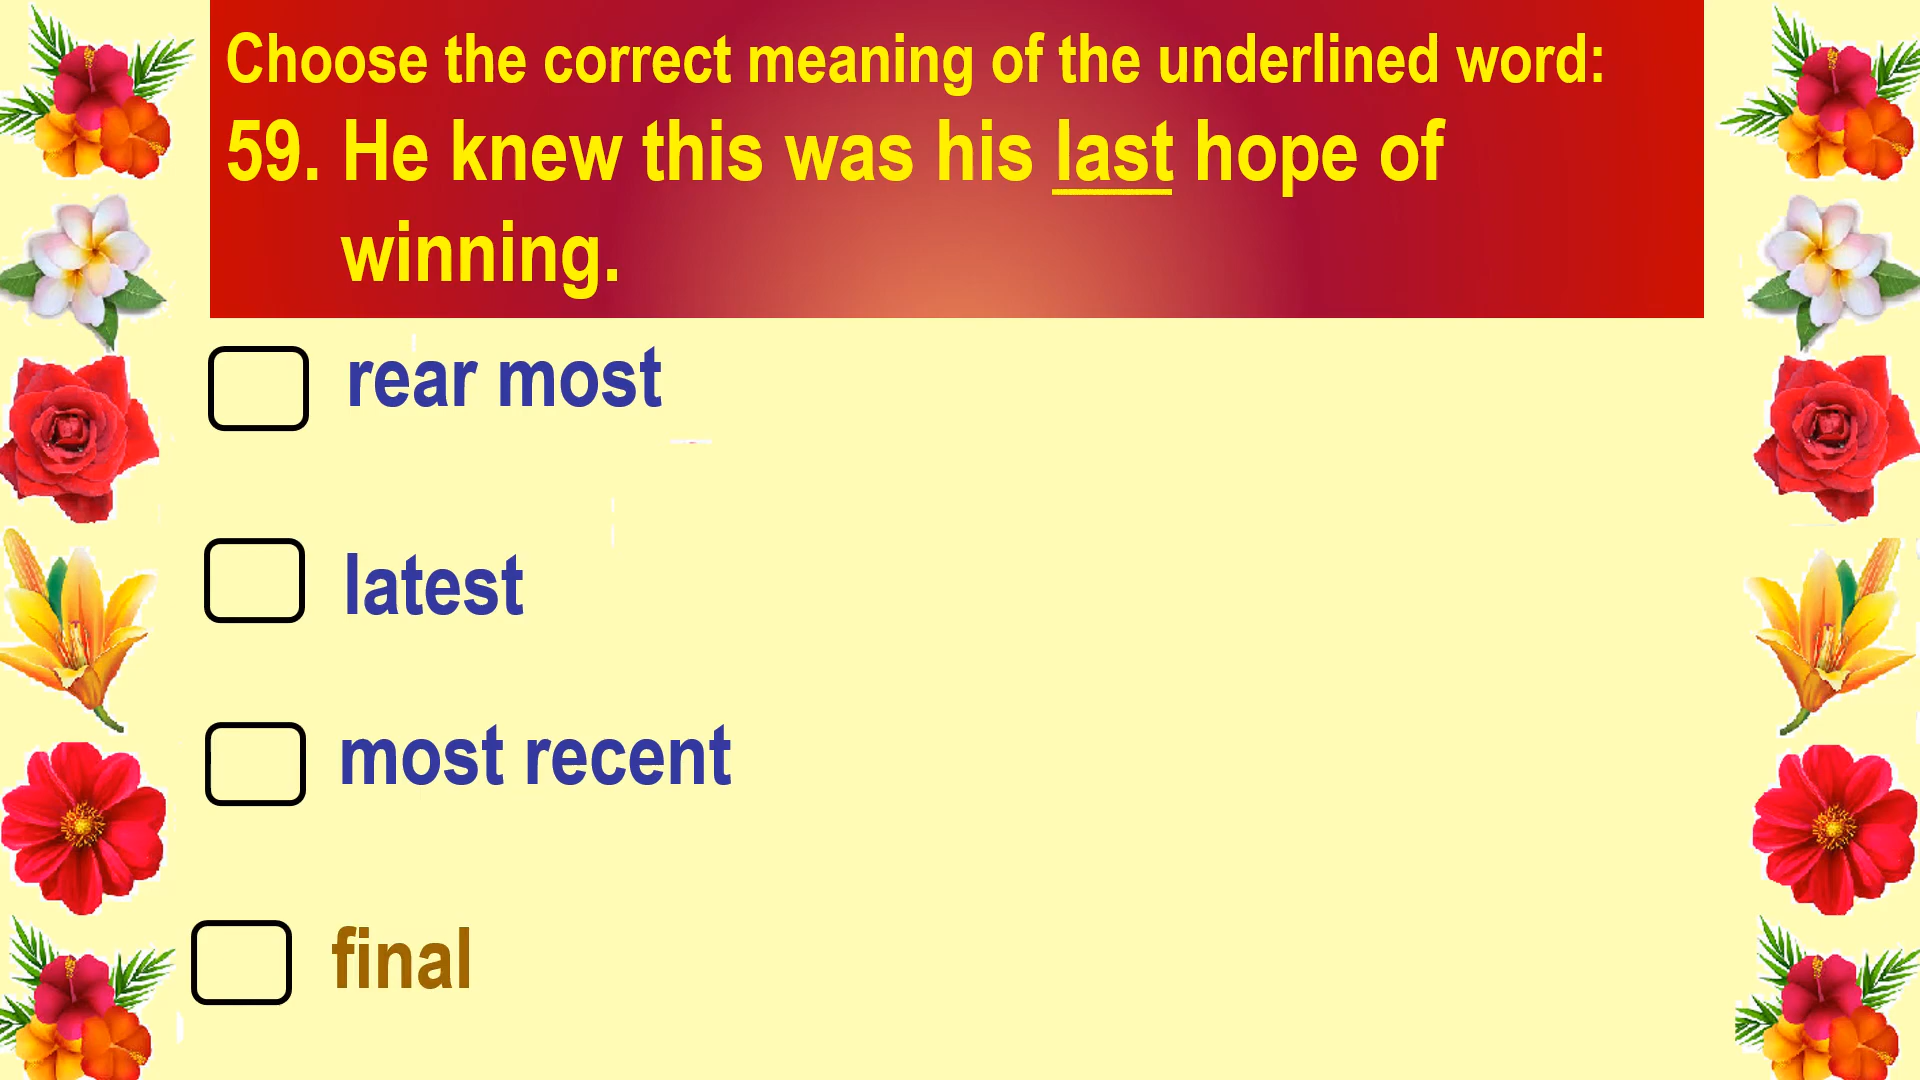 Choose the correct meaning of the underlined word:
59. He knew this was his last hope of
winning.
rear most
latest
most recent
final